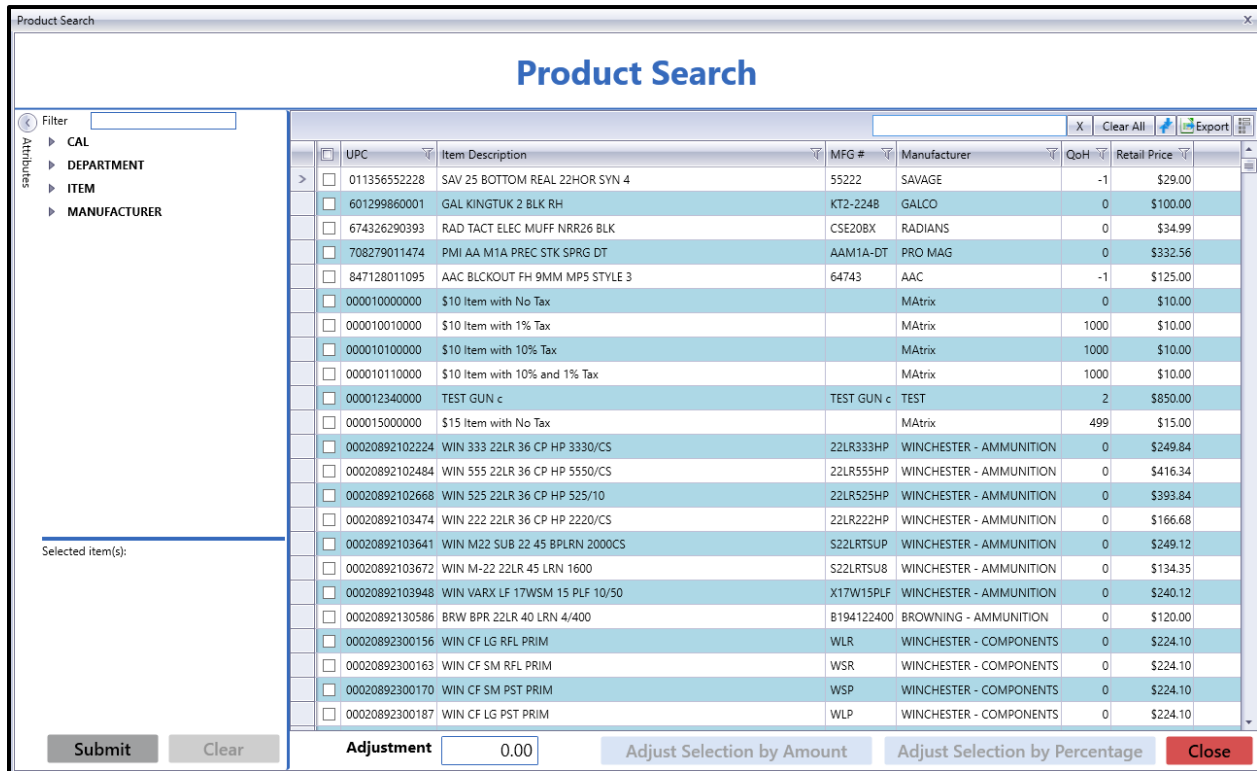 Product Search
X
Product Search
Filter
Attributes
CAL
DEPARTMENT
ITEM
MANUFACTURER
X Clear All Export
UPC Item Description MFG # Manufacturer QoH Retail Price
011356552228 SAV 25 BOTTOM REAL 22HOR SYN 4 55222 SAVAGE -1 $29.00
601299860001 GAL KINGTUK 2 BLK RH KT2-224B GALCO 0 $100.00
674326290393 RAD TACT ELEC MUFF NRR26 BLK CSE20BX RADIANS 0 $34.99
708279011474 PMI AA M1A PREC STK SPRG DT AAM1A-DT PRO MAG 0 $332.56
847128011095 AAC BLCKOUT FH 9MM MP5 STYLE 3 64743 AAC -1 $125.00
000010000000 $10 Item with No Tax MAtrix 0 $10.00
000010010000 $10 Item with 1% Tax MAtrix 1000 $10.00
000010100000 $10 Item with 10% Tax MAtrix 1000 $10.00
000010110000 $10 Item with 10% and 1% Tax MAtrix 1000 $10.00
000012340000 TEST GUN c TEST GUN c TEST 2 $850.00
000015000000 $15 Item with No Tax MAtrix 499 $15.00
00020892102224 WIN 333 22LR 36 CP HP 3330/CS 22LR333HP WINCHESTER - AMMUNITION 0 $249.84
00020892102484 WIN 555 22LR 36 CP HP 5550/CS 22LR555HP WINCHESTER - AMMUNITION 0 $416.34
00020892102668 WIN 525 22LR 36 CP HP 525/10 22LR525HP WINCHESTER - AMMUNITION 0 $393.84
00020892103474 WIN 222 22LR 36 CP HP 2220/CS 22LR222HP WINCHESTER - AMMUNITION 0 $166.68
00020892103641 WIN M22 SUB 22 45 BPLRN 2000CS S22LRTSUP WINCHESTER - AMMUNITION 0 $249.12
00020892103672 WIN M-22 22LR 45 LRN 1600 S22LRTSU8 WINCHESTER - AMMUNITION 0 $134.35
00020892103948 WIN VARX LF 17WSM 15 PLF 10/50 X17W15PLF WINCHESTER - AMMUNITION 0 $240.12
00020892130586 BRW BPR 22LR 40 LRN 4/400 B194122400 BROWNING - AMMUNITION 0 $120.00
00020892300156 WIN CF LG RFL PRIM WLR WINCHESTER - COMPONENTS 0 $224.10
00020892300163 WIN CF SM RFL PRIM WSR WINCHESTER - COMPONENTS 0 $224.10
00020892300170 WIN CF SM PST PRIM WSP WINCHESTER - COMPONENTS 0 $224.10
00020892300187 WIN CF LG PST PRIM WLP WINCHESTER - COMPONENTS 0 $224.10
Selected item(s):
Submit Clear
Adjustment 0.00 Adjust Selection by Amount Adjust Selection by Percentage Close